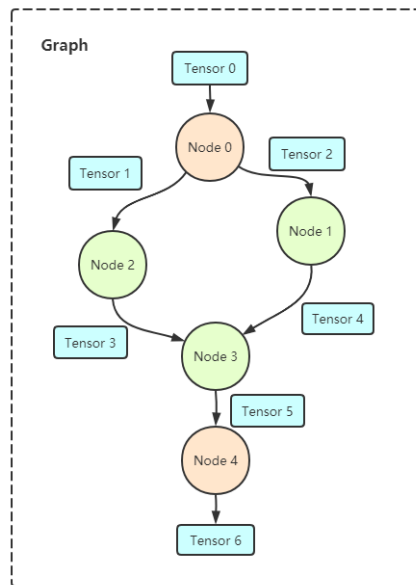 Graph
Tensor 0
Node 0
Tensor 2
Tensor 1
Node 1
Node 2
Tensor 4
Tensor 3
Node 3
Tensor 5
Node 4
Tensor 6